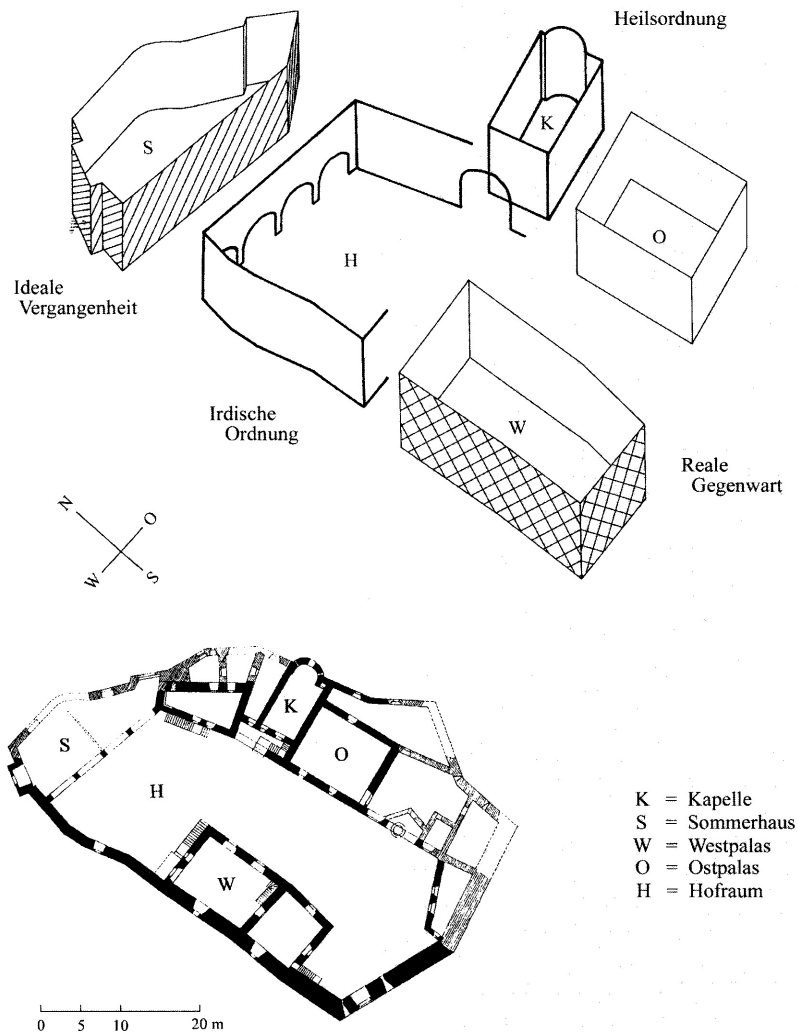 Heilsordnung
K
S
O
H
Ideale
Vergangenheit
Irdische
Ordnung
W
Reale
Gegenwart
N
O
W
S
K
S
O
H
W
K = Kapelle
S = Sommerhaus
W = Westpalas
O = Ostpalas
H = Hofraum
0 5 10 20 m